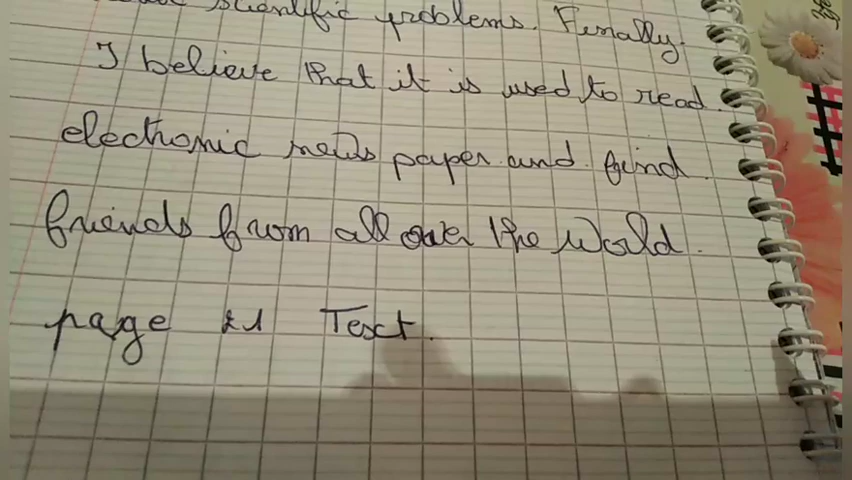 scientific problems. Finally
I believe that it is used to read
electronic news paper and find
friends from all over the world.
page 21 Text.